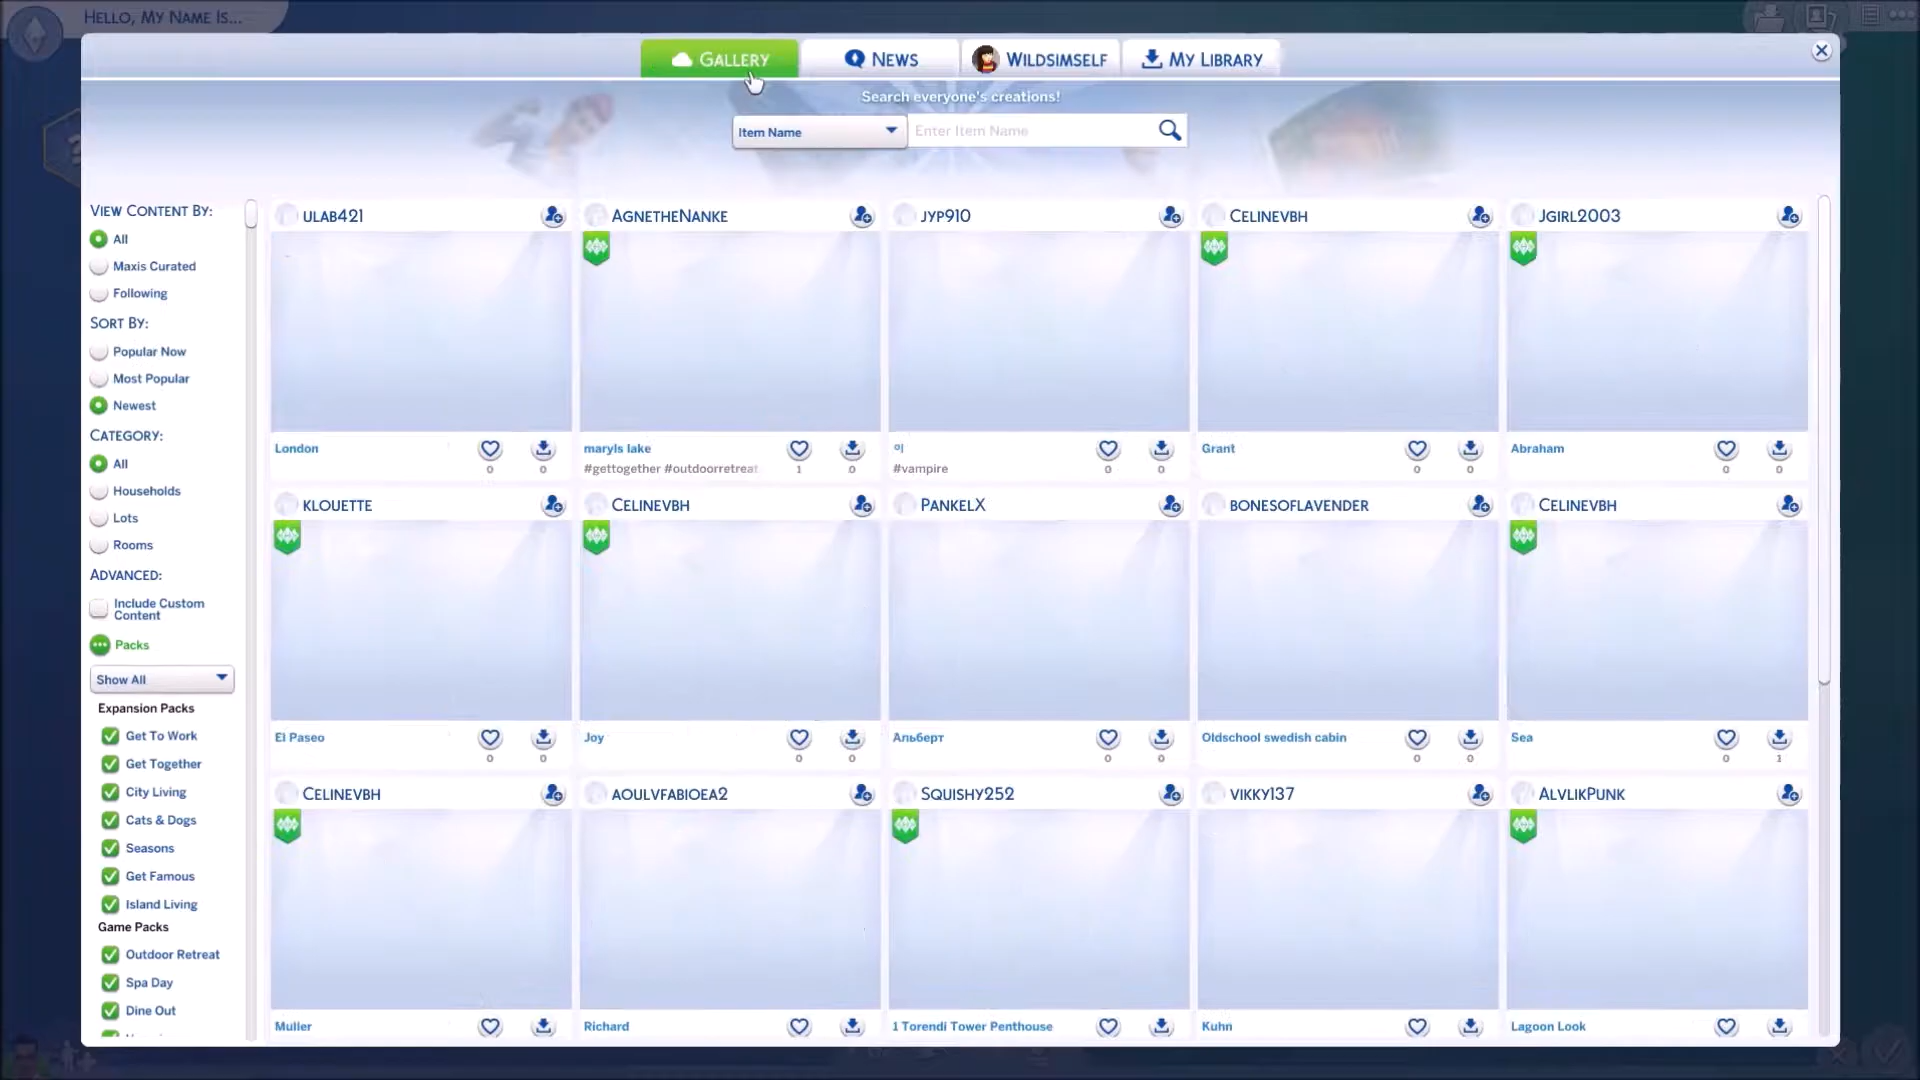 HELLO, MY NAME IS...
GALLERY
NEWS
WILDSIMSELF
MY LIBRARY
Search everyone's creations!
Item Name
Enter Item Name
VIEW CONTENT BY:
All
Maxis Curated
Following
SORT BY:
Popular Now
Most Popular
Newest
CATEGORY:
All
Households
Lots
Rooms
ADVANCED:
Include Custom
Content
Packs
Show All
Expansion Packs
Get To Work
Get Together
City Living
Cats & Dogs
Seasons
Get Famous
Island Living
Game Packs
Outdoor Retreat
Spa Day
Dine Out
ULAB421
AGNETHENANKE
JYP910
CELINEVBH
JGIRL2003
London
0
0
maryls lake
#gettogether #outdoorretreat
1
0
이
#vampire
0
0
Grant
0
0
Abraham
0
0
KLOUETTE
CELINEVBH
PANKELX
BONESOFLAVENDER
CELINEVBH
El Paseo
0
0
Joy
0
0
Альберт
0
0
Oldschool swedish cabin
0
0
Sea
0
1
CELINEVBH
AOULVFABIOEA2
SQUISHY252
VIKKY137
ALVLIKPUNK
Muller
Richard
1 Torendi Tower Penthouse
Kuhn
Lagoon Look